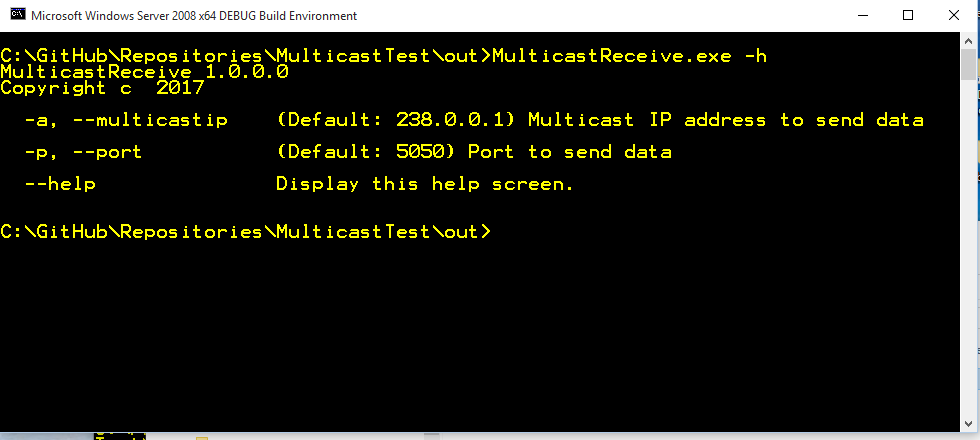 Microsoft Windows Server 2008 x64 DEBUG Build Environment
C:\GitHub\Repositories\MulticastTest\out>MulticastReceive.exe -h
MulticastReceive 1.0.0.0
Copyright c  2017
-a, --multicastip    (Default: 238.0.0.1) Multicast IP address to send data
-p, --port           (Default: 5050) Port to send data
--help               Display this help screen.
C:\GitHub\Repositories\MulticastTest\out>